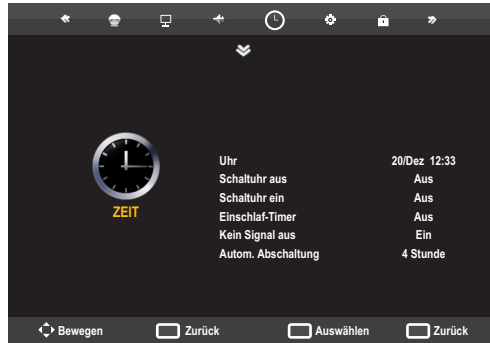 Uhr 20/Dez 12:33
Schaltuhr aus Aus
Schaltuhr ein Aus
ZEIT
Einschlaf-Timer Aus
Kein Signal aus Ein
Autom. Abschaltung 4 Stunde
Bewegen Zurück Auswählen Zurück